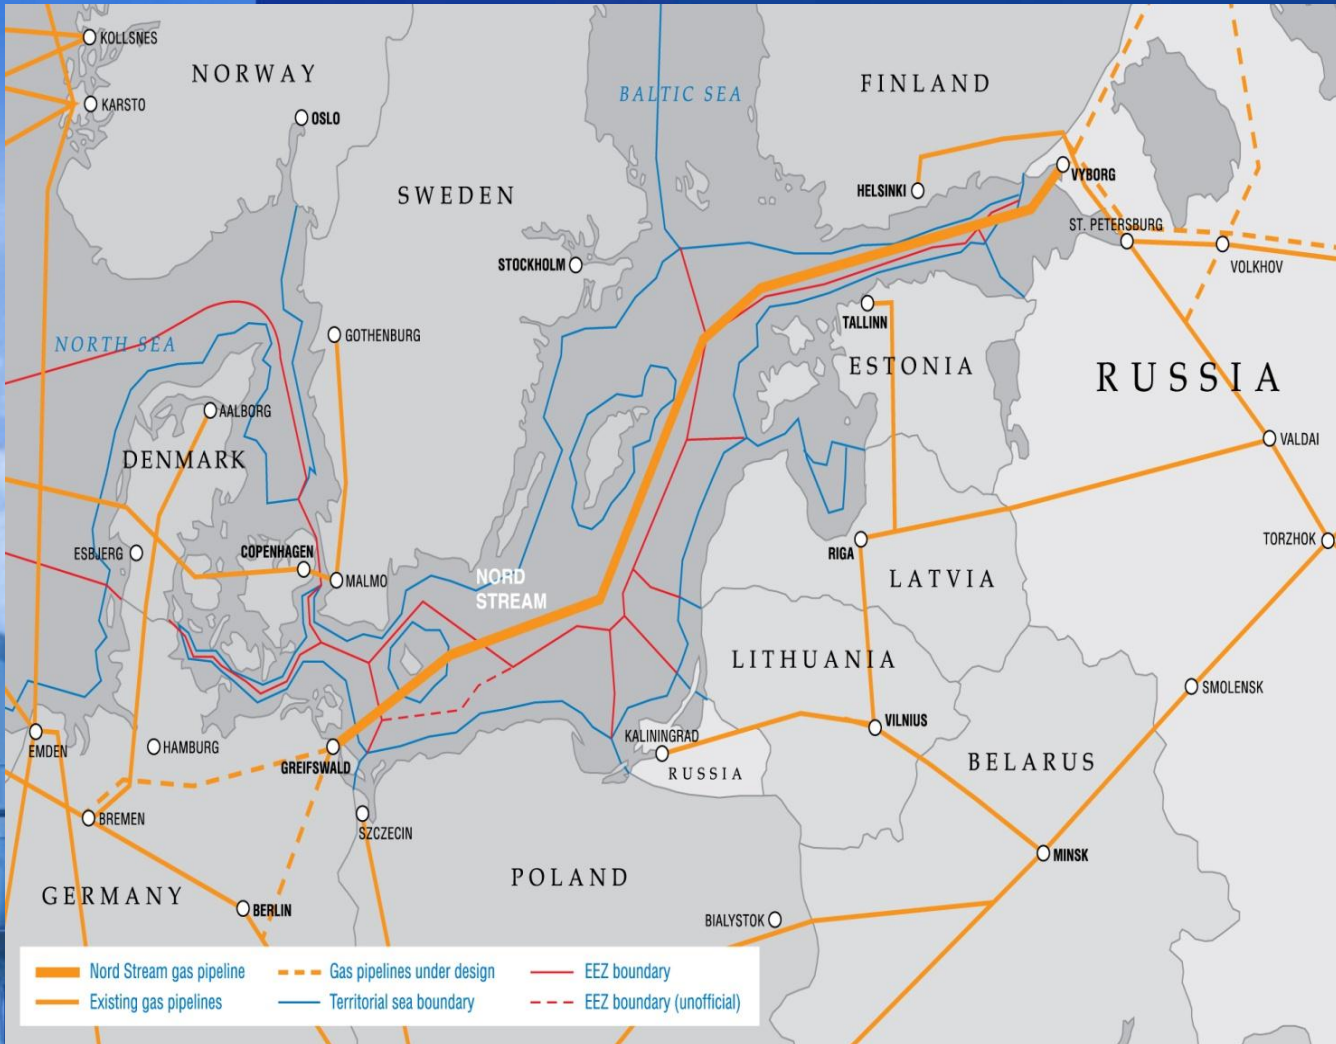 KOLLSNES
NORWAY
KARSTO
OSLO
BALTIC SEA
FINLAND
SWEDEN
HELSINKI
VYBORG
ST. PETERSBURG
VOLKHOV
STOCKHOLM
TALLINN
NORTH SEA
GOTHENBURG
ESTONIA
RUSSIA
AALBORG
DENMARK
VALDAI
ESBJERG
COPENHAGEN
MALMO
NORD
STREAM
RIGA
LATVIA
TORZHOK
LITHUANIA
SMOLENSK
VILNIUS
KALININGRAD
RUSSIA
BELARUS
EMDEN
HAMBURG
GREIFSWALD
BREMEN
SZCZECIN
MINSK
GERMANY
BERLIN
POLAND
BIALYSTOK
Nord Stream gas pipeline
Gas pipelines under design
EEZ boundary
Existing gas pipelines
Territorial sea boundary
EEZ boundary (unofficial)